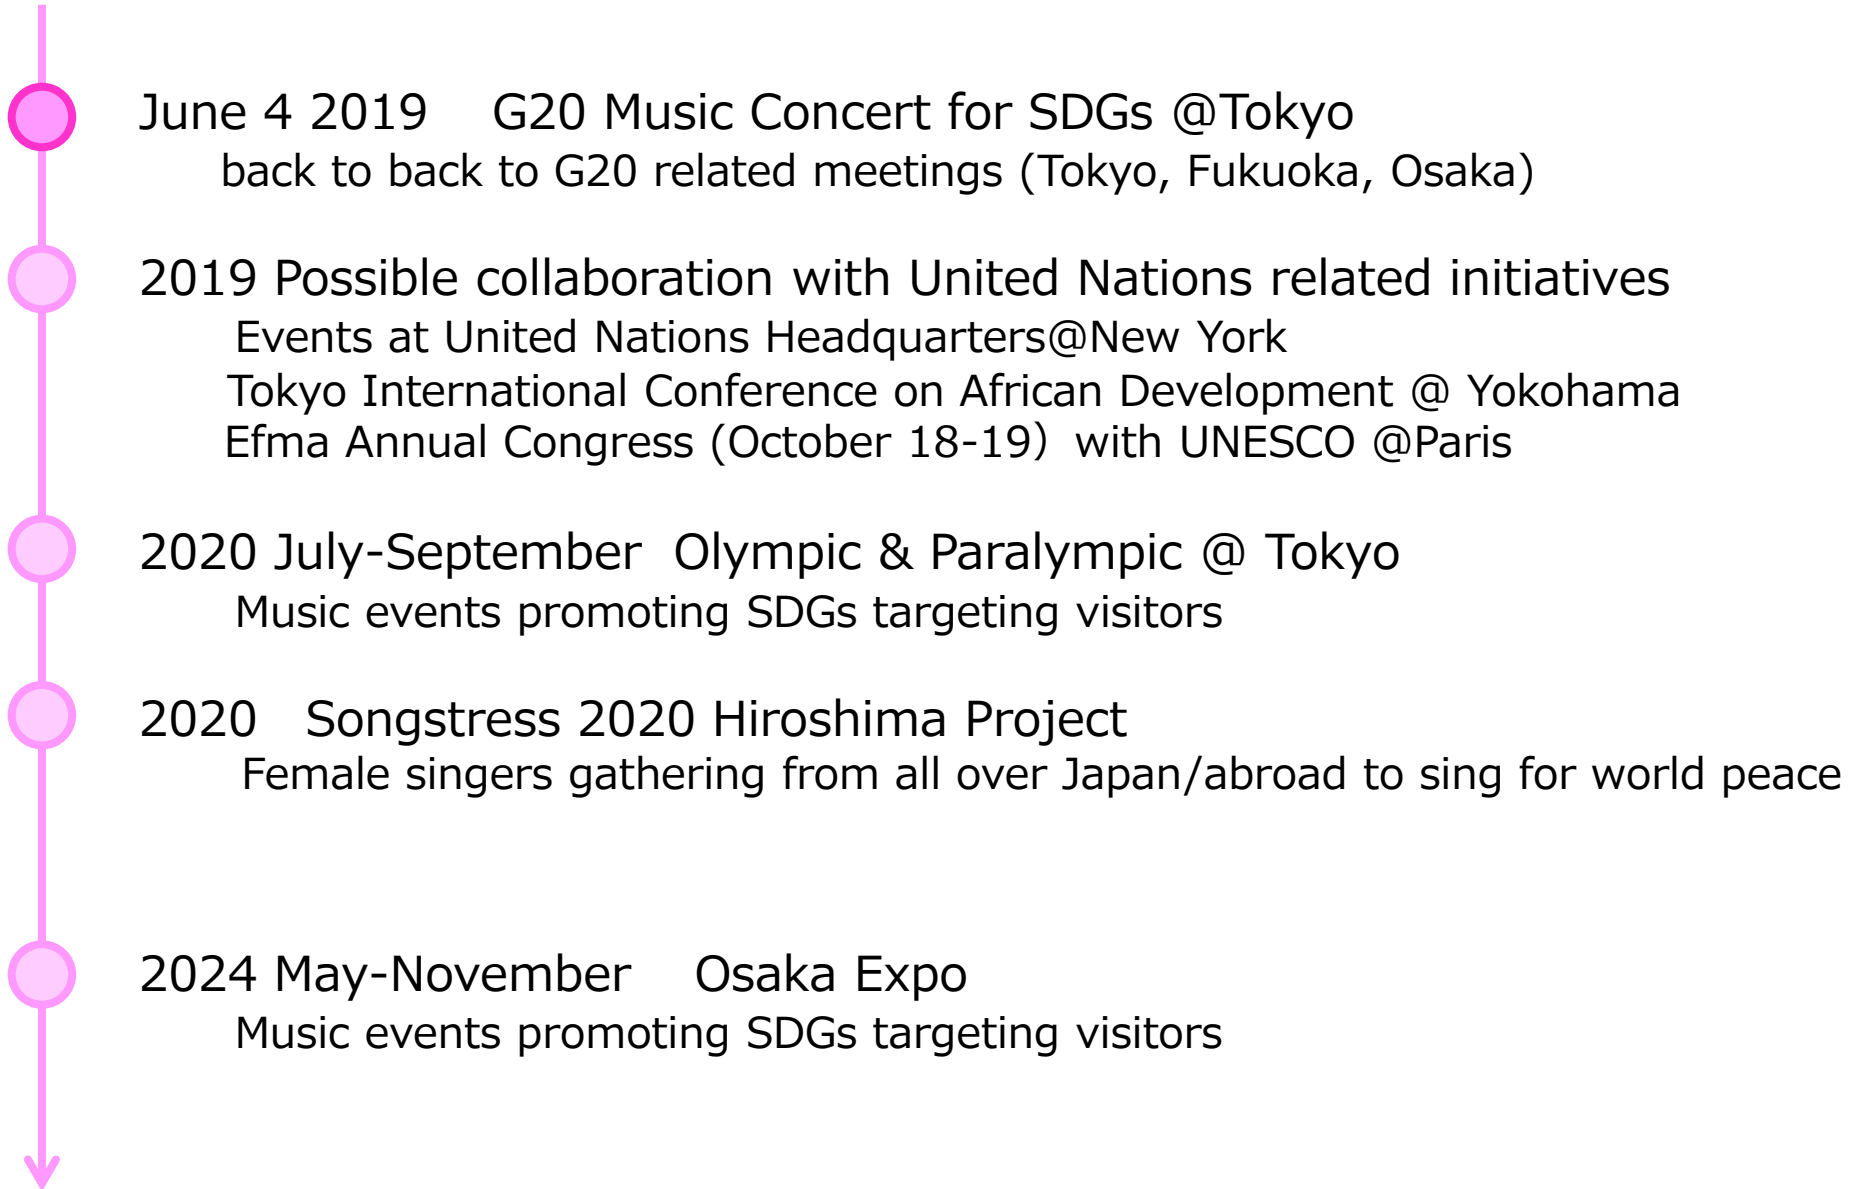 June 4 2019 G20 Music Concert for SDGs @Tokyo
back to back to G20 related meetings (Tokyo, Fukuoka, Osaka)
2019 Possible collaboration with United Nations related initiatives
Events at United Nations Headquarters@New York
Tokyo International Conference on African Development @ Yokohama
Efma Annual Congress (October 18-19）with UNESCO @Paris
2020 July-September Olympic & Paralympic @ Tokyo
Music events promoting SDGs targeting visitors
2020 Songstress 2020 Hiroshima Project
Female singers gathering from all over Japan/abroad to sing for world peace
2024 May-November Osaka Expo
Music events promoting SDGs targeting visitors